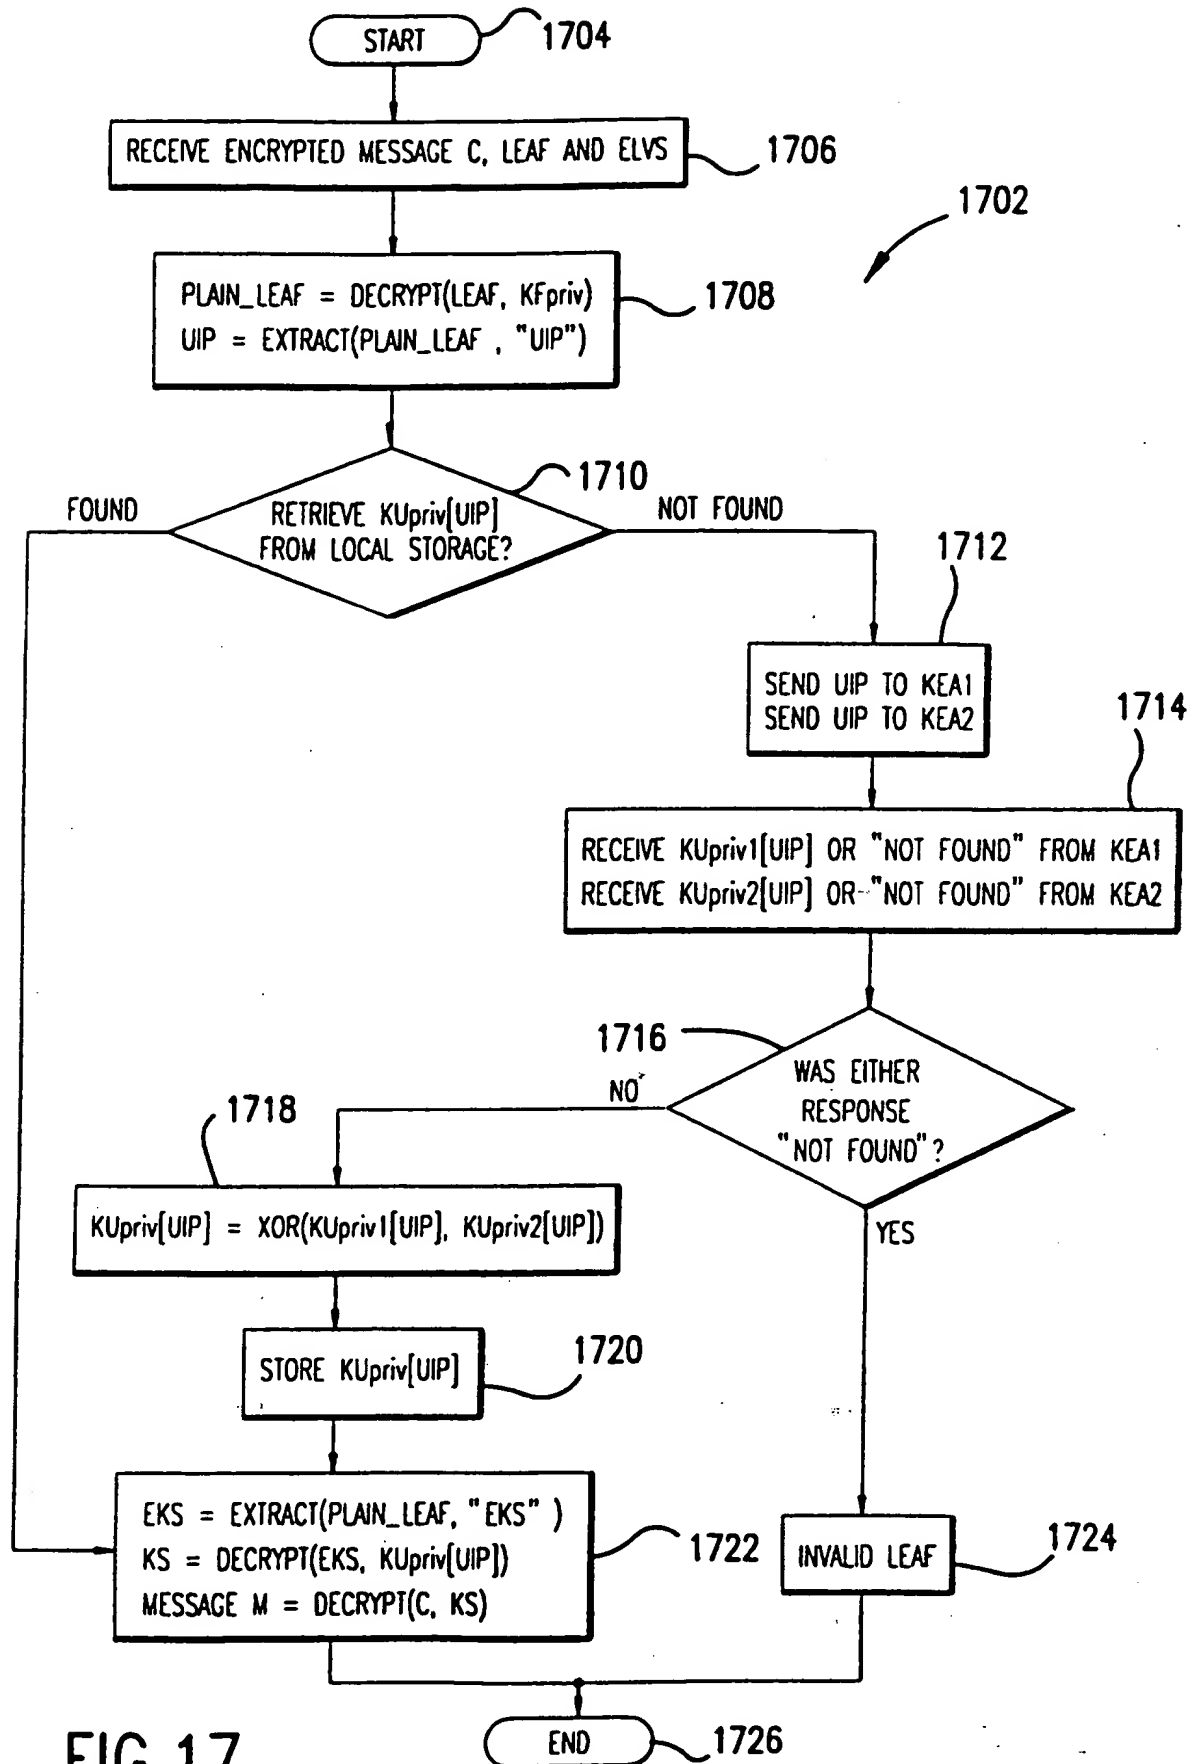 START
1704
RECEIVE ENCRYPTED MESSAGE C, LEAF AND ELVS
1706
1702
PLAIN_LEAF = DECRYPT(LEAF, KFpriv)
UIP = EXTRACT(PLAIN_LEAF , "UIP")
1708
1710
FOUND
RETRIEVE KUpriv[UIP]
FROM LOCAL STORAGE?
NOT FOUND
1712
SEND UIP TO KEA1
SEND UIP TO KEA2
1714
RECEIVE KUpriv1[UIP] OR "NOT FOUND" FROM KEA1
RECEIVE KUpriv2[UIP] OR "NOT FOUND" FROM KEA2
1716
WAS EITHER
RESPONSE
"NOT FOUND"?
NO
YES
1718
KUpriv[UIP] = XOR(KUpriv1[UIP], KUpriv2[UIP])
STORE KUpriv[UIP]
1720
EKS = EXTRACT(PLAIN_LEAF, "EKS" )
KS = DECRYPT(EKS, KUpriv[UIP])
MESSAGE M = DECRYPT(C, KS)
1722
INVALID LEAF
1724
END
1726
FIG.17